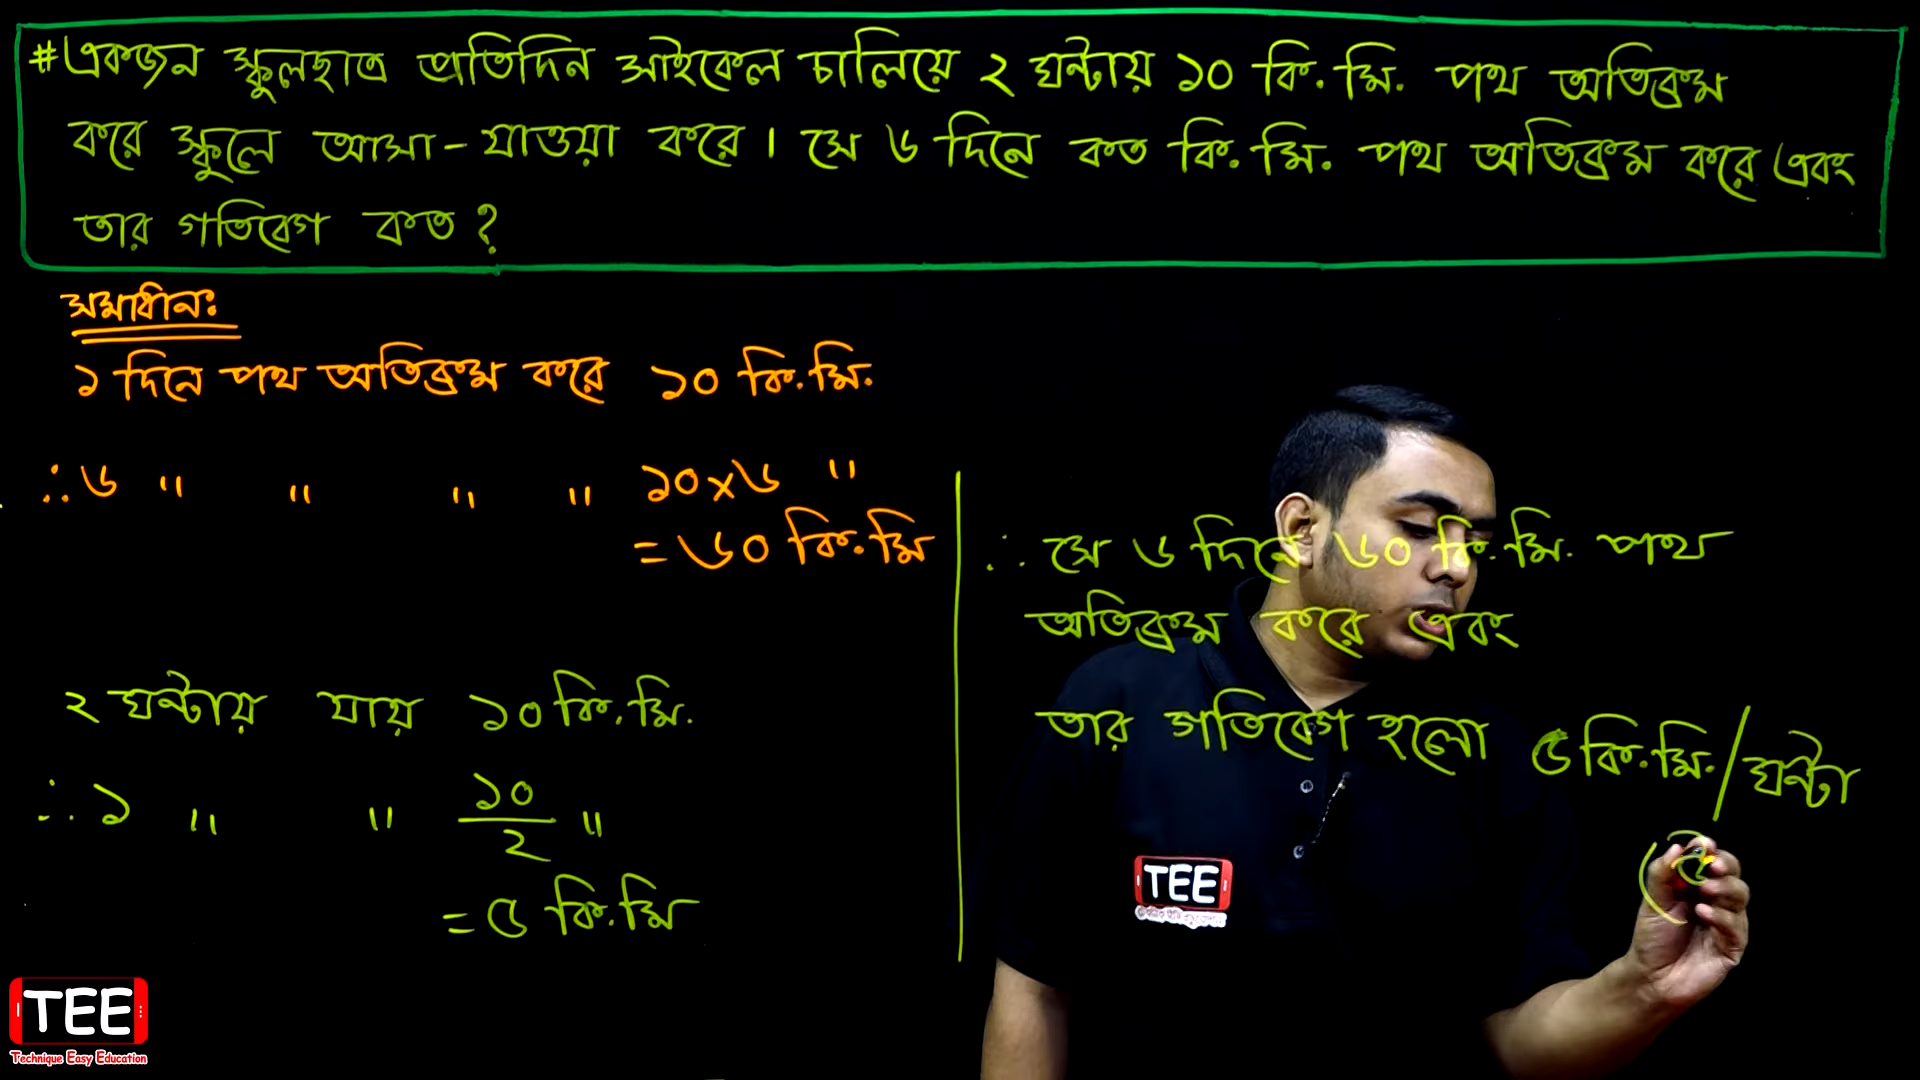 # একজন স্কুলছাত্র প্রতিদিন সাইকেল চালিয়ে ২ ঘন্টায় ১০ কি.মি. পথ অতিক্রম
করে স্কুলে আসা-যাওয়া করে। সে ৬ দিনে কত কি.মি. পথ অতিক্রম করে এবং
তার গতিবেগ কত?
সমাধান:
১ দিনে পথ অতিক্রম করে ১০ কি.মি.
∴ ৬ " " " " ১০×৬ "
= ৬০ কি.মি
২ ঘন্টায় যায় ১০ কি.মি.
∴ ১ " " ১০/২ "
= ৫ কি.মি
∴ সে ৬ দিনে ৬০ কি.মি. পথ
অতিক্রম করে এবং
তার গতিবেগ হলো ৫ কি.মি./ঘন্টা
TEE
TEE
Technique Easy Education